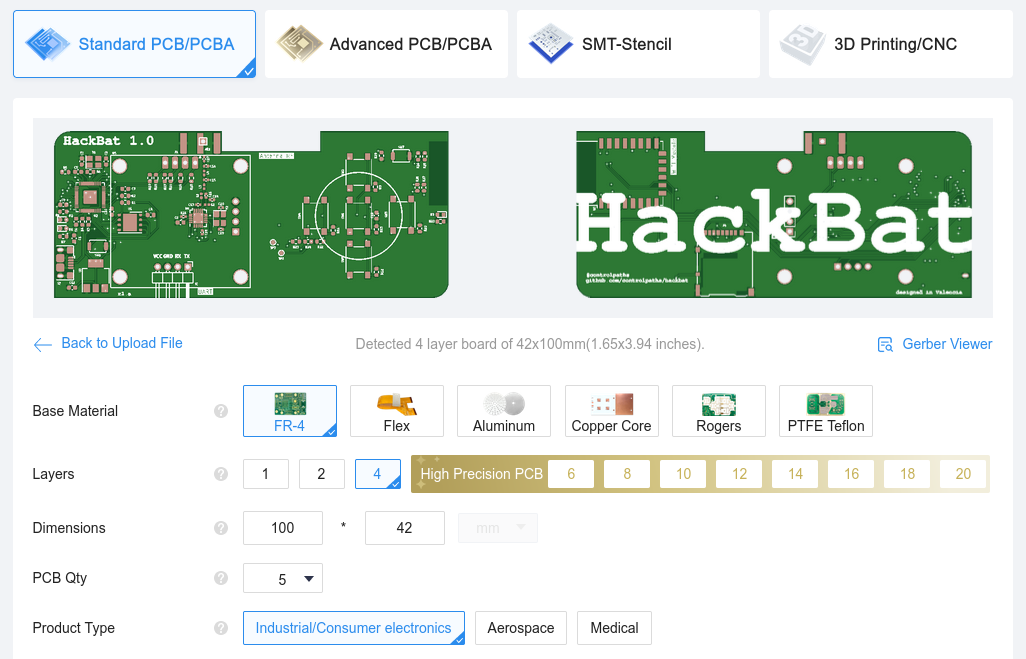 Standard PCB/PCBA
Advanced PCB/PCBA
SMT-Stencil
3D Printing/CNC
HackBat 1.0
VCC GND RX TX
UART
HackBat
@controlpaths
github com/controlpaths/hackbat
designed in Valencia
Back to Upload File
Detected 4 layer board of 42x100mm(1.65x3.94 inches).
Gerber Viewer
Base Material
?
FR-4
Flex
Aluminum
Copper Core
Rogers
PTFE Teflon
Layers
?
1
2
4
High Precision PCB
6
8
10
12
14
16
18
20
Dimensions
?
100
*
42
mm
PCB Qty
?
5
Product Type
?
Industrial/Consumer electronics
Aerospace
Medical